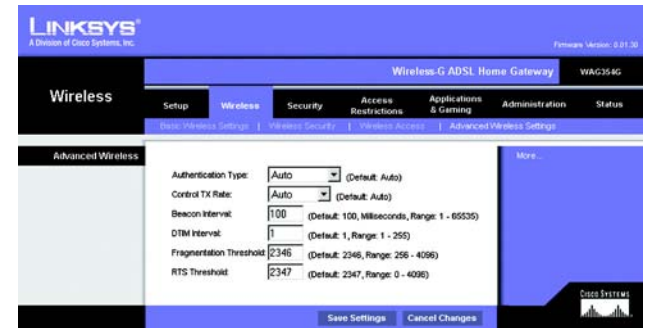 LINKSYS®
A Division of Cisco Systems, Inc.
Firmware Version: 0.01.30
Wireless-G ADSL Home Gateway WAG354G
Wireless
Setup Wireless Security Access Restrictions Applications & Gaming Administration Status
Basic Wireless Settings | Wireless Security | Wireless Access | Advanced Wireless Settings
Advanced Wireless
More...
Authentication Type: Auto (Default: Auto)
Control TX Rate: Auto (Default: Auto)
Beacon Interval: 100 (Default: 100, Milliseconds, Range: 1 - 65535)
DTIM Interval: 1 (Default: 1, Range: 1 - 255)
Fragmentation Threshold: 2346 (Default: 2346, Range: 256 - 4096)
RTS Threshold: 2347 (Default: 2347, Range: 0 - 4096)
Save Settings Cancel Changes
CISCO SYSTEMS